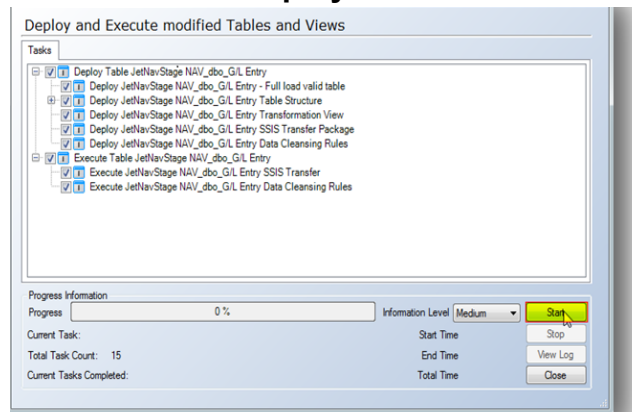 Deploy and Execute modified Tables and Views
Tasks
Deploy Table JetNavStage NAV_dbo_G/L Entry
Deploy JetNavStage NAV_dbo_G/L Entry - Full load valid table
Deploy JetNavStage NAV_dbo_G/L Entry Table Structure
Deploy JetNavStage NAV_dbo_G/L Entry Transformation View
Deploy JetNavStage NAV_dbo_G/L Entry SSIS Transfer Package
Deploy JetNavStage NAV_dbo_G/L Entry Data Cleansing Rules
Execute Table JetNavStage NAV_dbo_G/L Entry
Execute JetNavStage NAV_dbo_G/L Entry SSIS Transfer
Execute JetNavStage NAV_dbo_G/L Entry Data Cleansing Rules
Progress Information
Progress 0 % Information Level Medium Start
Current Task: Start Time Stop
Total Task Count: 15 End Time View Log
Current Tasks Completed: Total Time Close